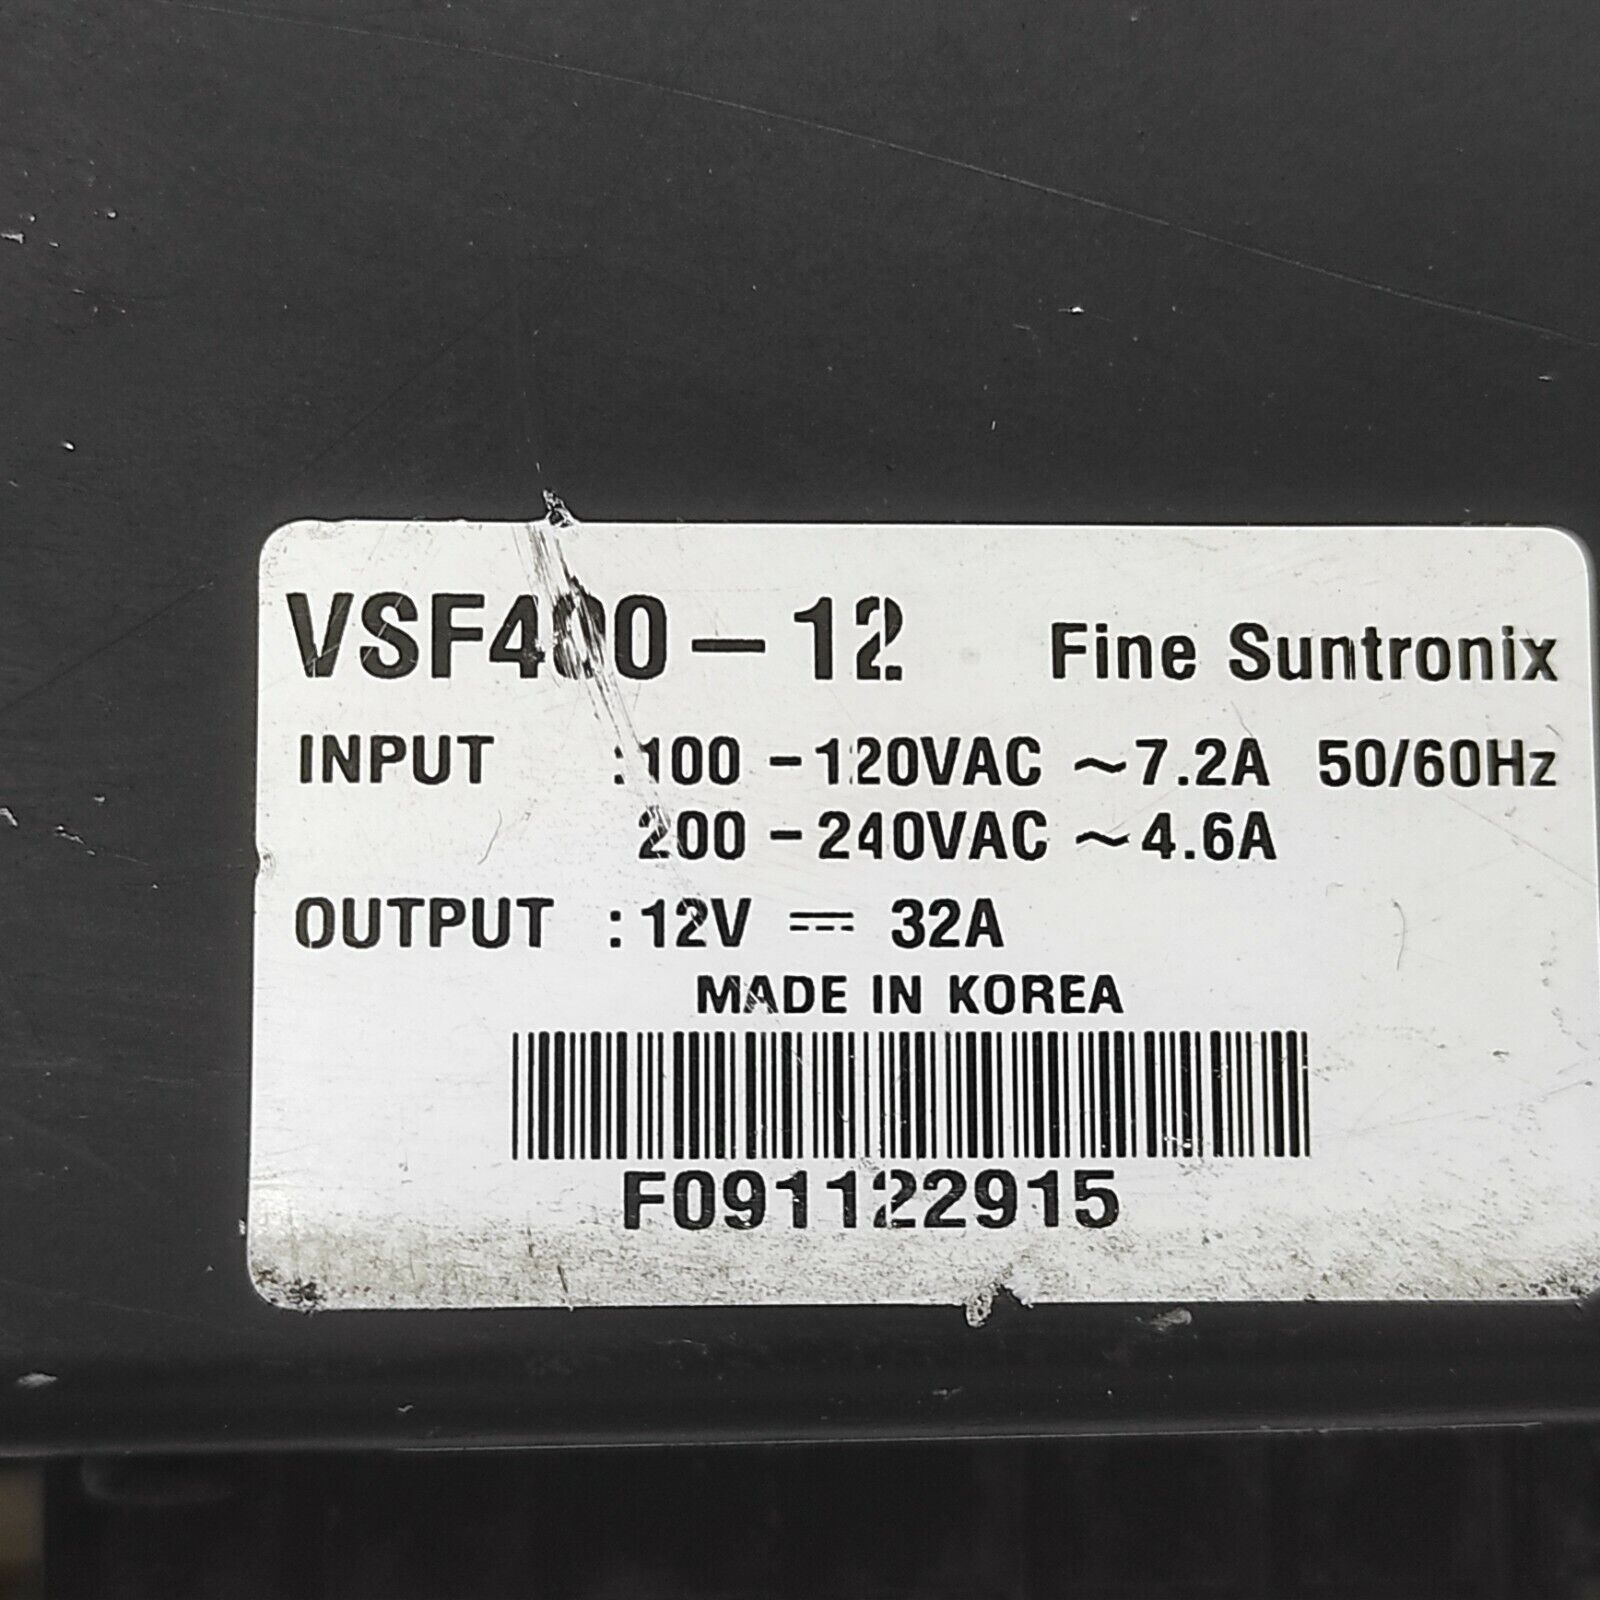 VSF400-12 Fine Suntronix
INPUT :100-120VAC ~7.2A 50/60Hz
200-240VAC ~4.6A
OUTPUT :12V ⎓ 32A
MADE IN KOREA
F091122915